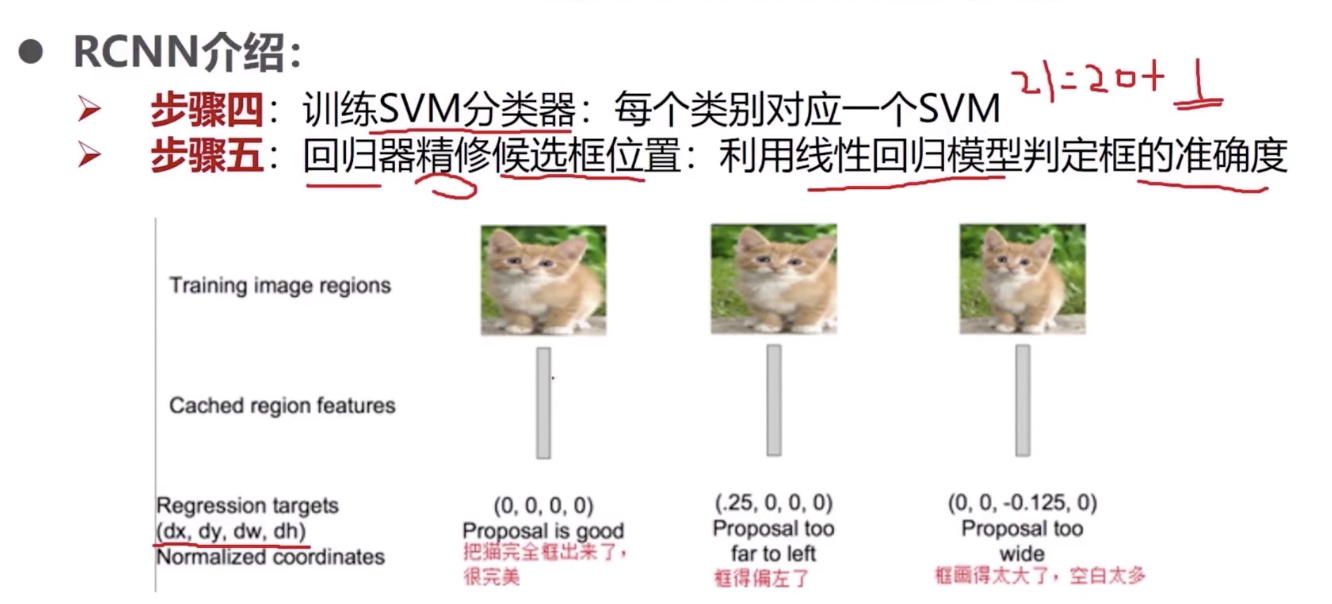 ● RCNN介绍：
21=20+1
➢ 步骤四：训练SVM分类器：每个类别对应一个SVM
➢ 步骤五：回归器精修候选框位置：利用线性回归模型判定框的准确度
Training image regions
Cached region features
Regression targets
(dx, dy, dw, dh)
Normalized coordinates
(0, 0, 0, 0)
Proposal is good
把猫完全框出来了，
很完美
(.25, 0, 0, 0)
Proposal too
far to left
框得偏左了
(0, 0, -0.125, 0)
Proposal too
wide
框画得太大了，空白太多